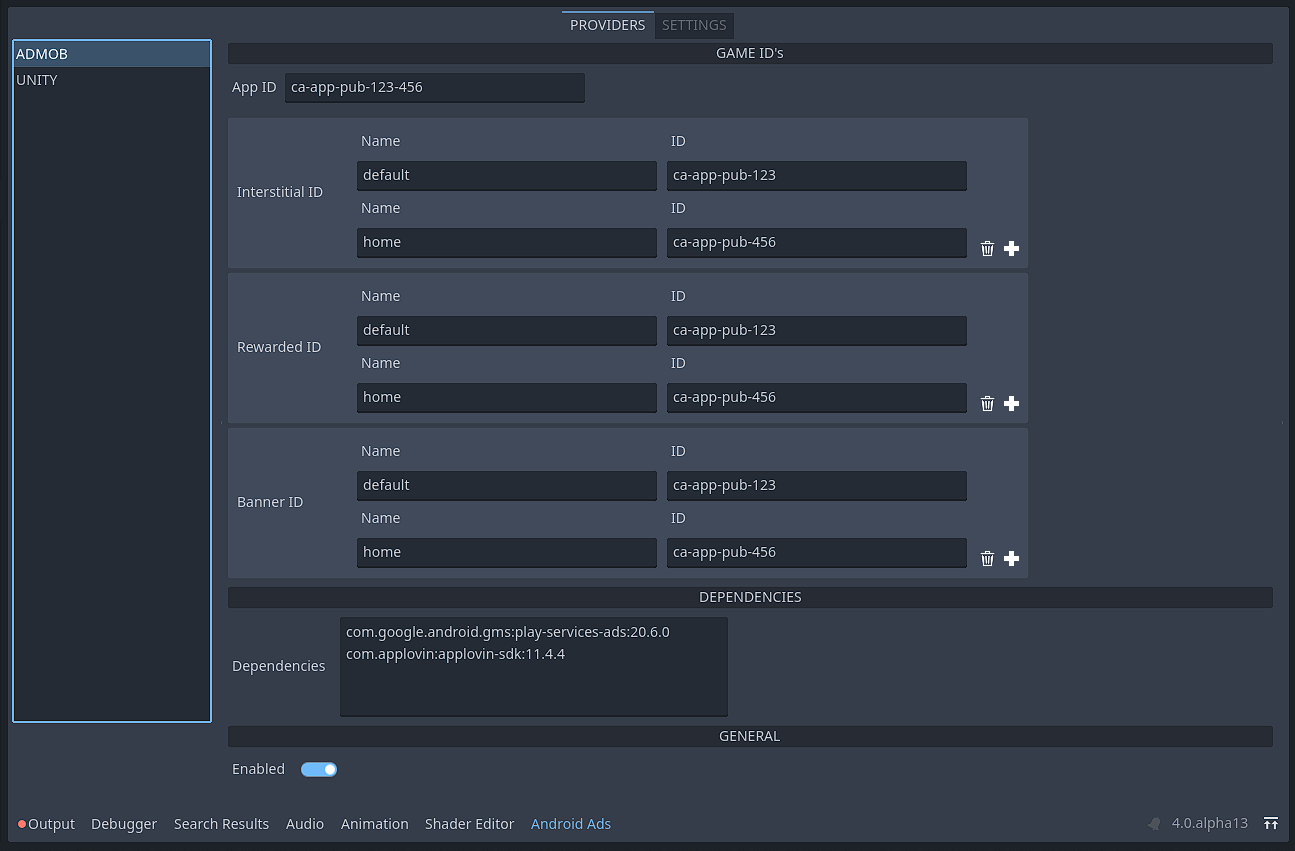 PROVIDERS SETTINGS
ADMOB
UNITY
GAME ID's
App ID ca-app-pub-123-456
Name ID
Interstitial ID
default ca-app-pub-123
Name ID
home ca-app-pub-456
Name ID
Rewarded ID
default ca-app-pub-123
Name ID
home ca-app-pub-456
Name ID
Banner ID
default ca-app-pub-123
Name ID
home ca-app-pub-456
DEPENDENCIES
Dependencies
com.google.android.gms:play-services-ads:20.6.0
com.applovin:applovin-sdk:11.4.4
GENERAL
Enabled
Output Debugger Search Results Audio Animation Shader Editor Android Ads 4.0.alpha13